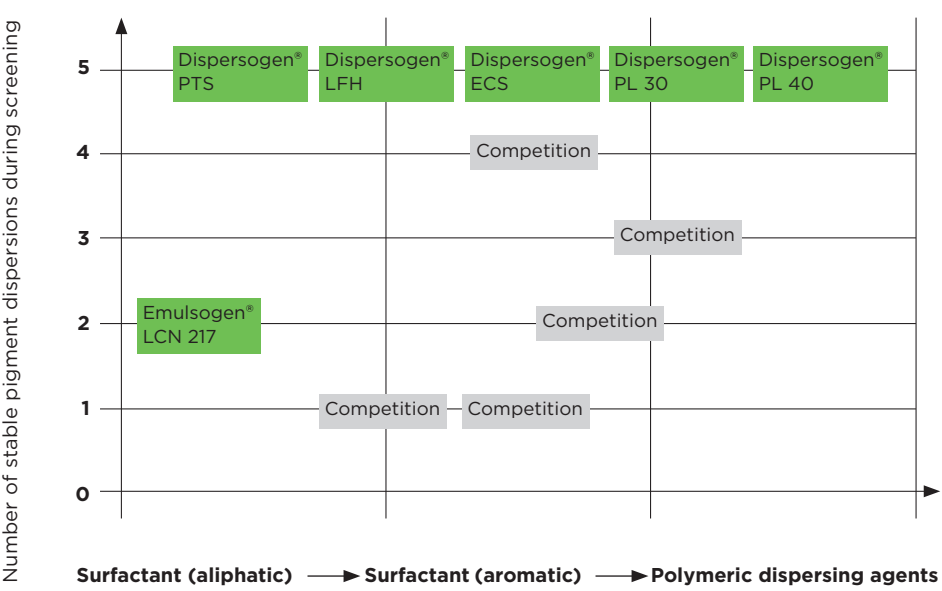 Number of stable pigment dispersions during screening
5
Dispersogen®
PTS
Dispersogen®
LFH
Dispersogen®
ECS
Dispersogen®
PL 30
Dispersogen®
PL 40
4
Competition
3
Competition
2
Emulsogen®
LCN 217
Competition
1
Competition
Competition
0
Surfactant (aliphatic) → Surfactant (aromatic) → Polymeric dispersing agents